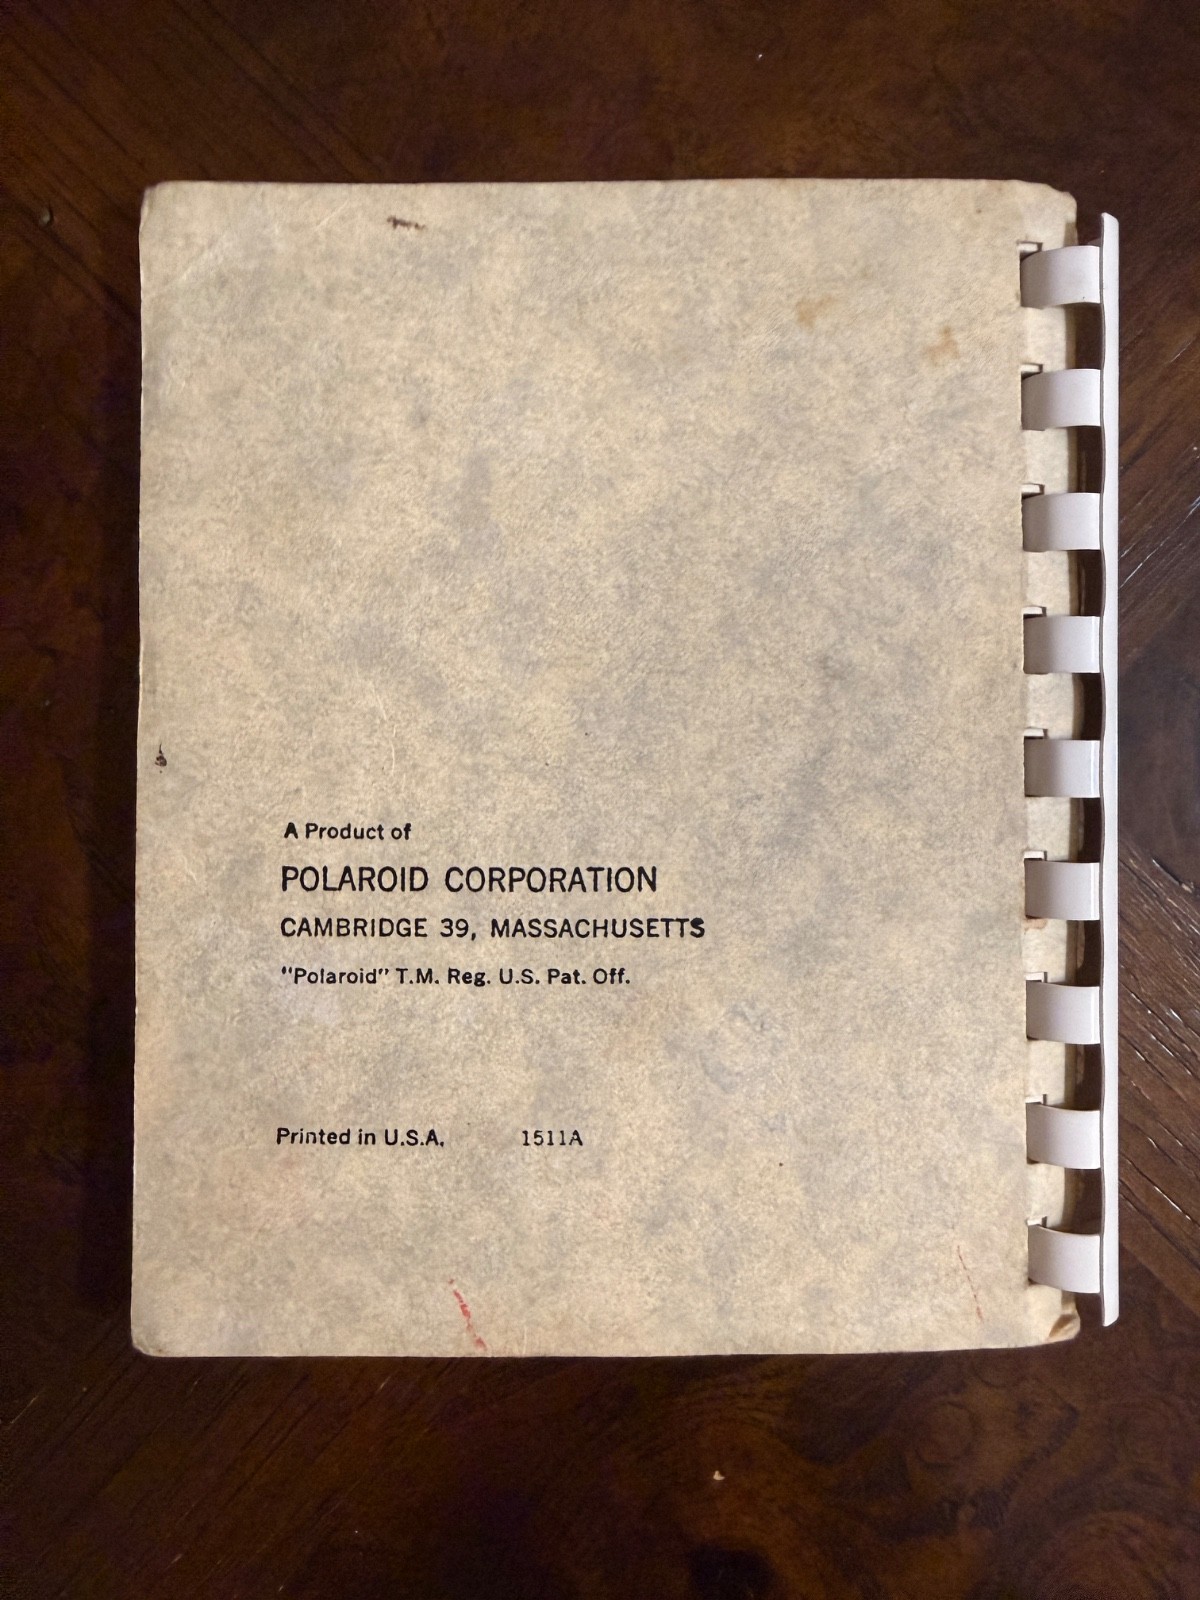 A Product of
POLAROID CORPORATION
CAMBRIDGE 39, MASSACHUSETTS
"Polaroid" T.M. Reg. U.S. Pat. Off.
Printed in U.S.A. 1511A